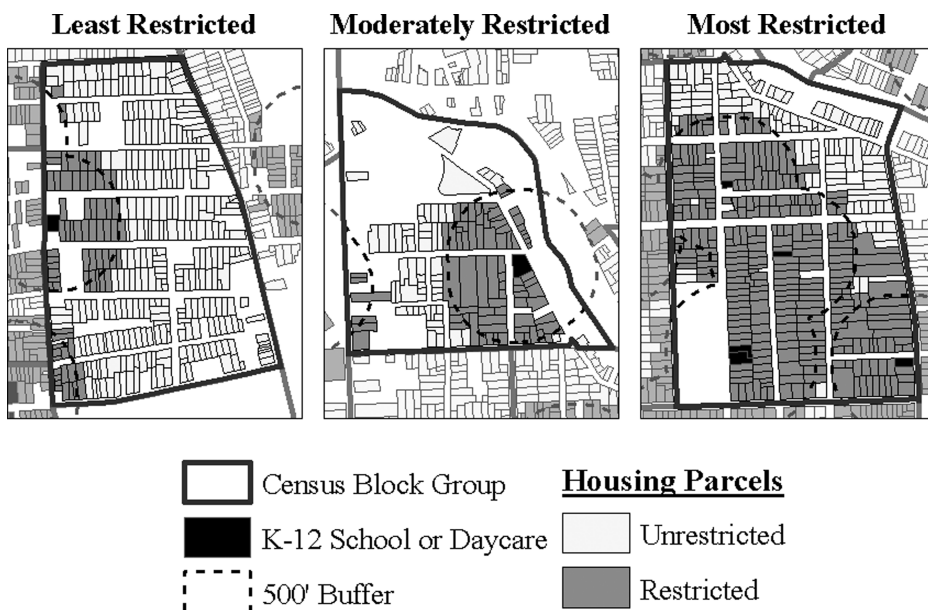 Least Restricted
Moderately Restricted
Most Restricted
Census Block Group
K-12 School or Daycare
500' Buffer
Housing Parcels
Unrestricted
Restricted